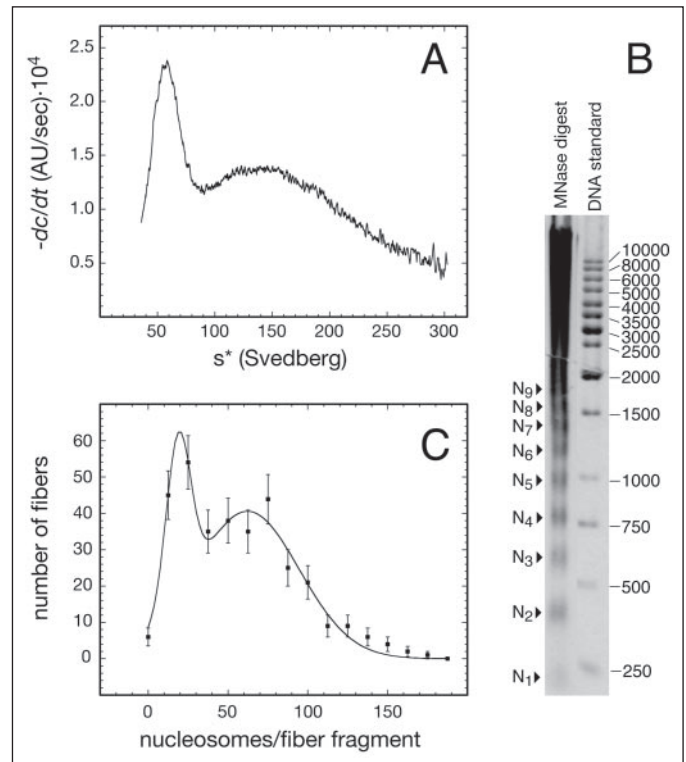 A
-dc/dt (AU/sec)·10⁴
2.5
2.0
1.5
1.0
0.5
50 100 150 200 250 300
s* (Svedberg)
B
MNase digest
DNA standard
10000
8000
6000
5000
4000
3500
3000
2500
2000
1500
1000
750
500
250
N₉
N₈
N₇
N₆
N₅
N₄
N₃
N₂
N₁
C
number of fibers
60
50
40
30
20
10
0
0 50 100 150
nucleosomes/fiber fragment